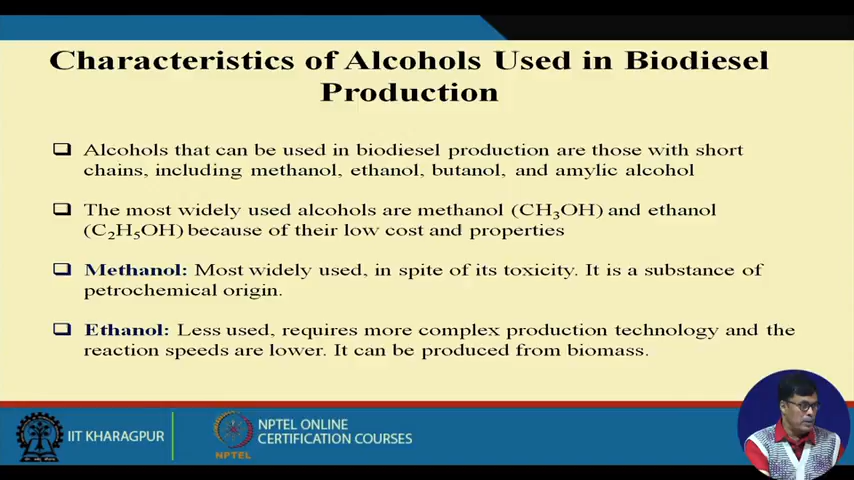 Characteristics of Alcohols Used in Biodiesel
Production
❑ Alcohols that can be used in biodiesel production are those with short
chains, including methanol, ethanol, butanol, and amylic alcohol
❑ The most widely used alcohols are methanol (CH₃OH) and ethanol
(C₂H₅OH) because of their low cost and properties
❑ Methanol: Most widely used, in spite of its toxicity. It is a substance of
petrochemical origin.
❑ Ethanol: Less used, requires more complex production technology and the
reaction speeds are lower. It can be produced from biomass.
IIT KHARAGPUR
NPTEL
NPTEL ONLINE
CERTIFICATION COURSES